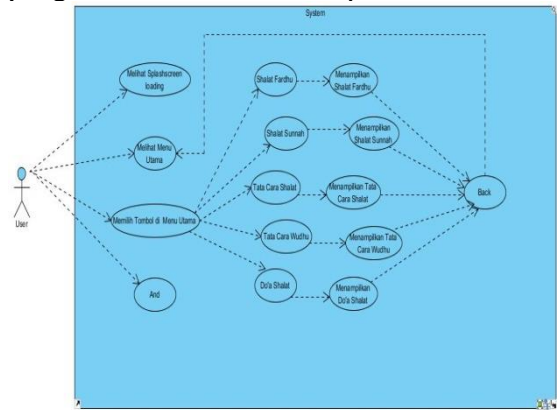 System
Melihat Splashscreen
loading
Shalat Fardhu
Menampilkan
Shalat Fardhu
Melihat Menu
Utama
Shalat Sunnah
Menampilkan
Shalat Sunnah
User
Memilih Tombol di Menu Utama
Tata Cara Shalat
Menampilkan Tata
Cara Shalat
Back
Tata Cara Wudhu
Menampilkan Tata
Cara Wudhu
And
Do'a Shalat
Menampilkan
Do'a Shalat